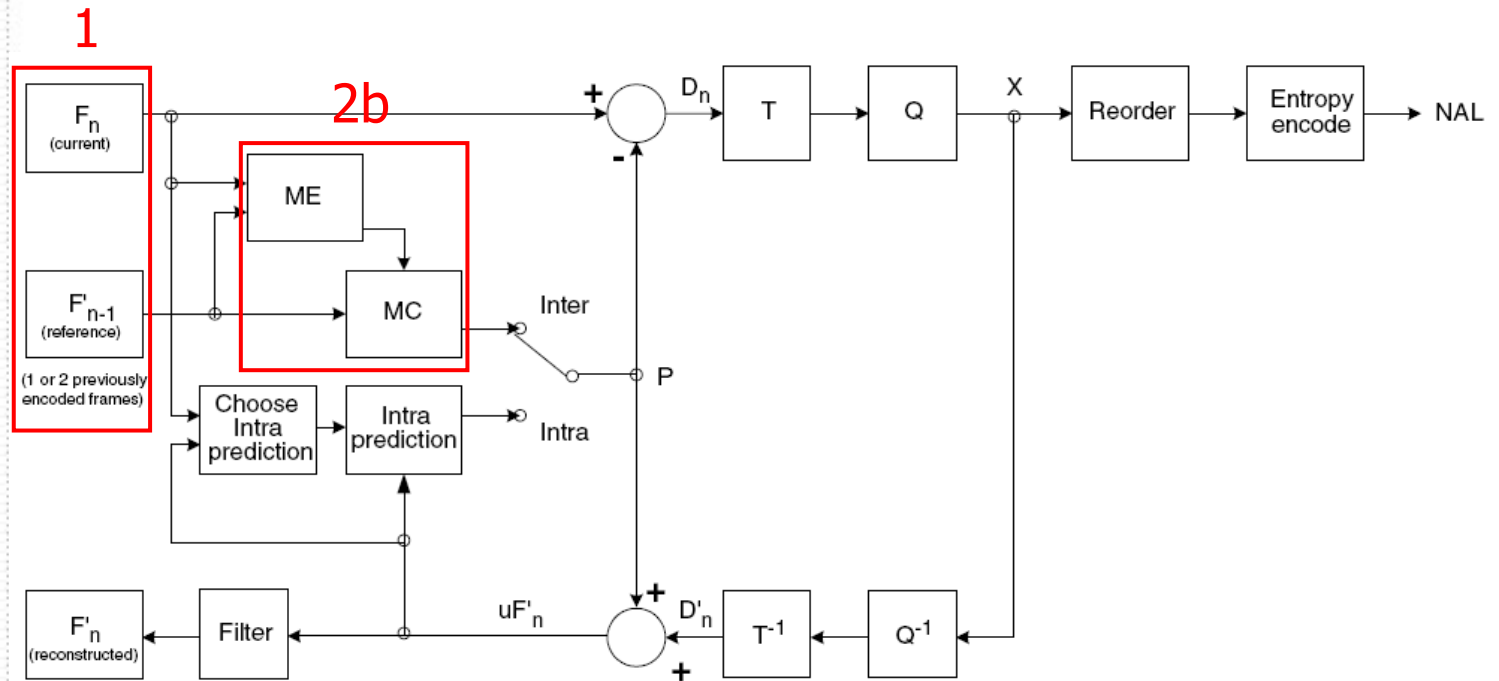 1
2b
Fn
(current)
+
-
Dn
T
Q
X
Reorder
Entropy
encode
NAL
ME
F'n-1
(reference)
(1 or 2 previously
encoded frames)
MC
Inter
P
Choose
Intra
prediction
Intra
prediction
Intra
F'n
(reconstructed)
Filter
uF'n
+
+
D'n
T-1
Q-1